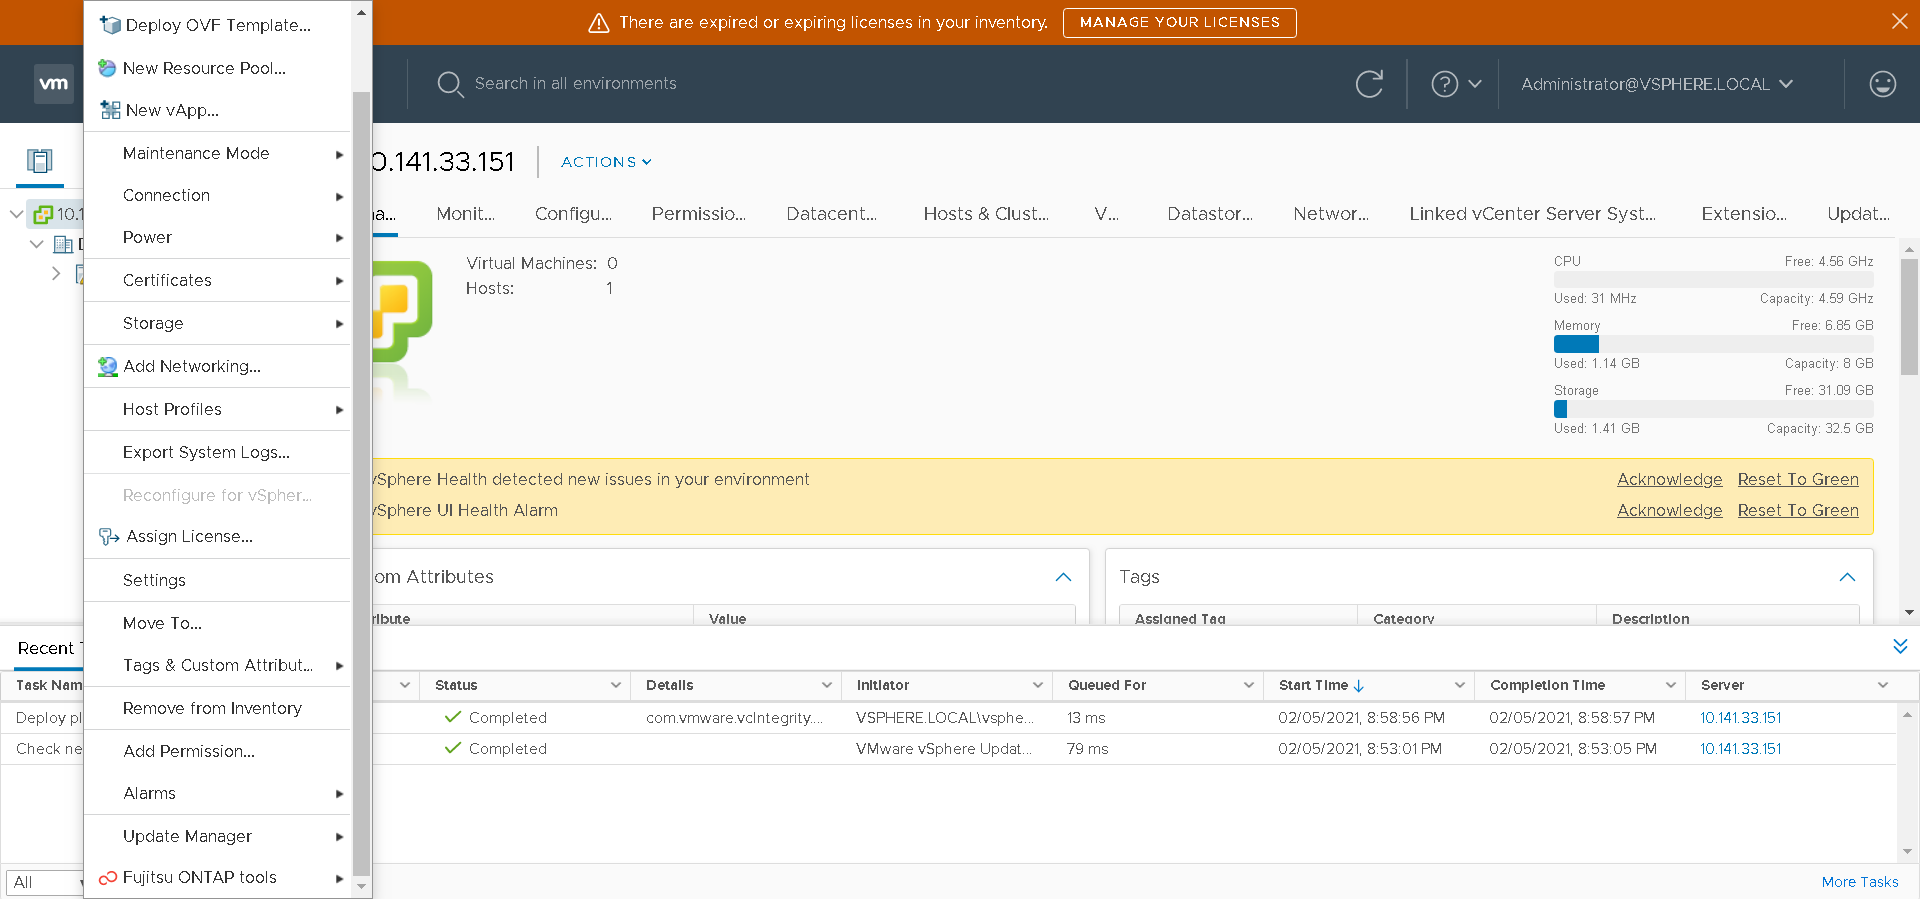 There are expired or expiring licenses in your inventory. MANAGE YOUR LICENSES
vm
Search in all environments
Administrator@VSPHERE.LOCAL
Deploy OVF Template...
New Resource Pool...
New vApp...
Maintenance Mode
Connection
Power
Certificates
Storage
Add Networking...
Host Profiles
Export System Logs...
Reconfigure for vSpher...
Assign License...
Settings
Move To...
Tags & Custom Attribut...
Remove from Inventory
Add Permission...
Alarms
Update Manager
Fujitsu ONTAP tools
10.1
0.141.33.151 ACTIONS
Monit... Configu... Permissio... Datacent... Hosts & Clust... V... Datastor... Networ... Linked vCenter Server Syst... Extensio... Updat...
Virtual Machines: 0
Hosts: 1
CPU Free: 4.56 GHz
Used: 31 MHz Capacity: 4.59 GHz
Memory Free: 6.85 GB
Used: 1.14 GB Capacity: 8 GB
Storage Free: 31.09 GB
Used: 1.41 GB Capacity: 32.5 GB
vSphere Health detected new issues in your environment Acknowledge Reset To Green
vSphere UI Health Alarm Acknowledge Reset To Green
om Attributes
ribute Value
Tags
Assigned Tag Category Description
Recent T
Task Nam Status Details Initiator Queued For Start Time Completion Time Server
Deploy pl Completed com.vmware.vcIntegrity.... VSPHERE.LOCAL\vsphe... 13 ms 02/05/2021, 8:58:56 PM 02/05/2021, 8:58:57 PM 10.141.33.151
Check ne Completed VMware vSphere Updat... 79 ms 02/05/2021, 8:53:01 PM 02/05/2021, 8:53:05 PM 10.141.33.151
All
More Tasks